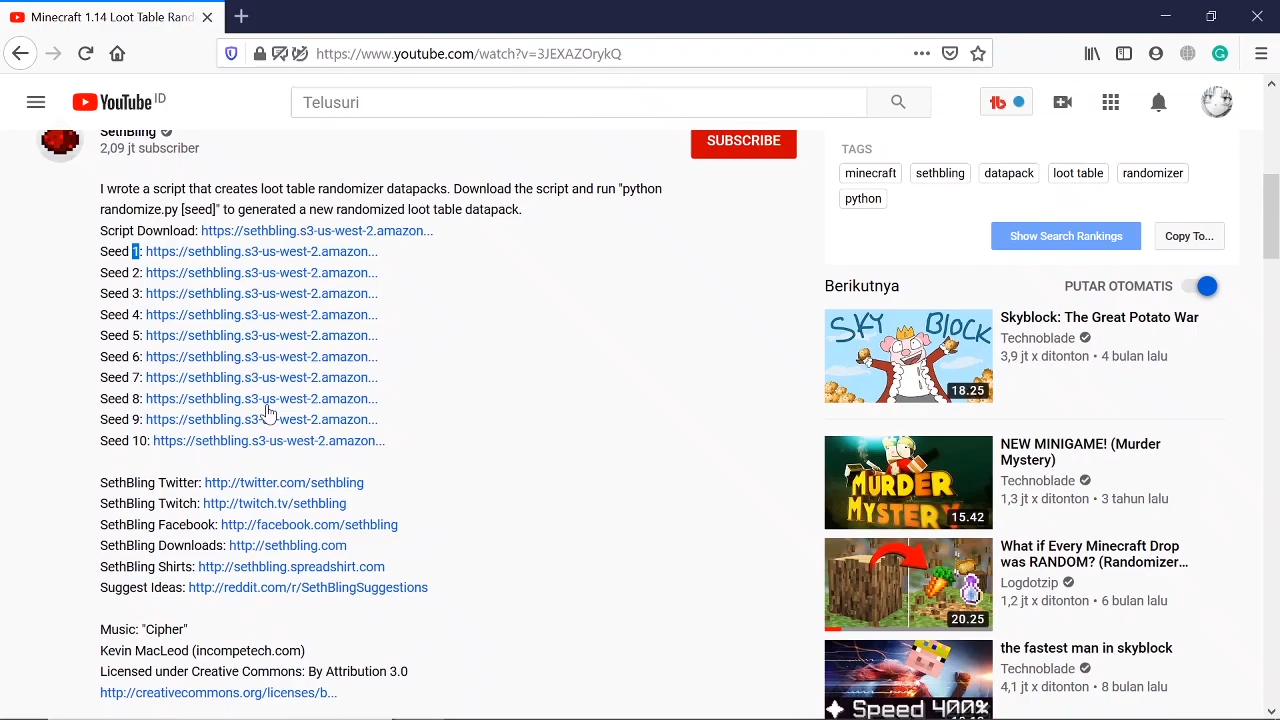 Minecraft 1.14 Loot Table Rand
https://www.youtube.com/watch?v=3JEXAZOrykQ
YouTube ID
Telusuri
SethBling
2,09 jt subscriber
SUBSCRIBE
I wrote a script that creates loot table randomizer datapacks. Download the script and run "python
randomize.py [seed]" to generated a new randomized loot table datapack.
Script Download: https://sethbling.s3-us-west-2.amazon...
Seed 1: https://sethbling.s3-us-west-2.amazon...
Seed 2: https://sethbling.s3-us-west-2.amazon...
Seed 3: https://sethbling.s3-us-west-2.amazon...
Seed 4: https://sethbling.s3-us-west-2.amazon...
Seed 5: https://sethbling.s3-us-west-2.amazon...
Seed 6: https://sethbling.s3-us-west-2.amazon...
Seed 7: https://sethbling.s3-us-west-2.amazon...
Seed 8: https://sethbling.s3-us-west-2.amazon...
Seed 9: https://sethbling.s3-us-west-2.amazon...
Seed 10: https://sethbling.s3-us-west-2.amazon...
SethBling Twitter: http://twitter.com/sethbling
SethBling Twitch: http://twitch.tv/sethbling
SethBling Facebook: http://facebook.com/sethbling
SethBling Downloads: http://sethbling.com
SethBling Shirts: http://sethbling.spreadshirt.com
Suggest Ideas: http://reddit.com/r/SethBlingSuggestions
Music: "Cipher"
Kevin MacLeod (incompetech.com)
Licensed under Creative Commons By Attribution 3.0
http://creativecommons.org/licenses/b...
TAGS
minecraft
sethbling
datapack
loot table
randomizer
python
Show Search Rankings
Copy To...
Berikutnya
PUTAR OTOMATIS
SKY BLOCK
18.25
Skyblock: The Great Potato War
Technoblade
3,9 jt x ditonton • 4 bulan lalu
MURDER
MYSTERY
15.42
NEW MINIGAME! (Murder
Mystery)
Technoblade
1,3 jt x ditonton • 3 tahun lalu
20.25
What if Every Minecraft Drop
was RANDOM? (Randomizer...
Logdotzip
1,2 jt x ditonton • 6 bulan lalu
Speed 400%
the fastest man in skyblock
Technoblade
4,1 jt x ditonton • 8 bulan lalu